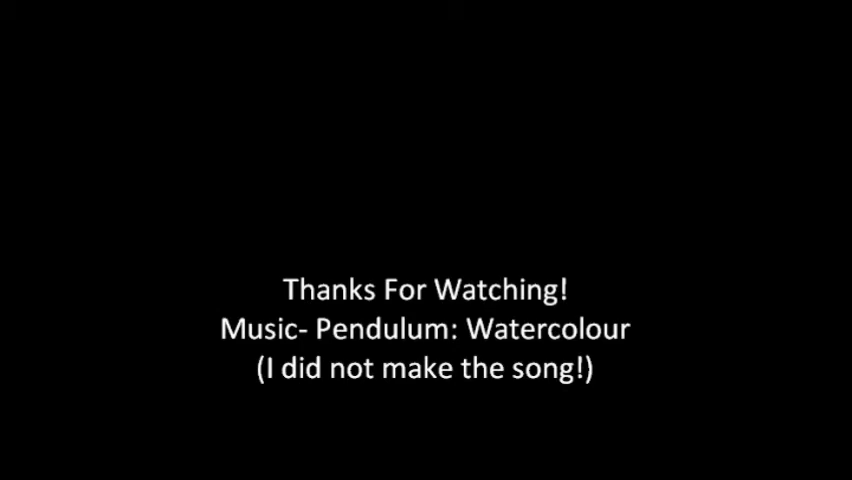 Thanks For Watching!
Music- Pendulum: Watercolour
(I did not make the song!)